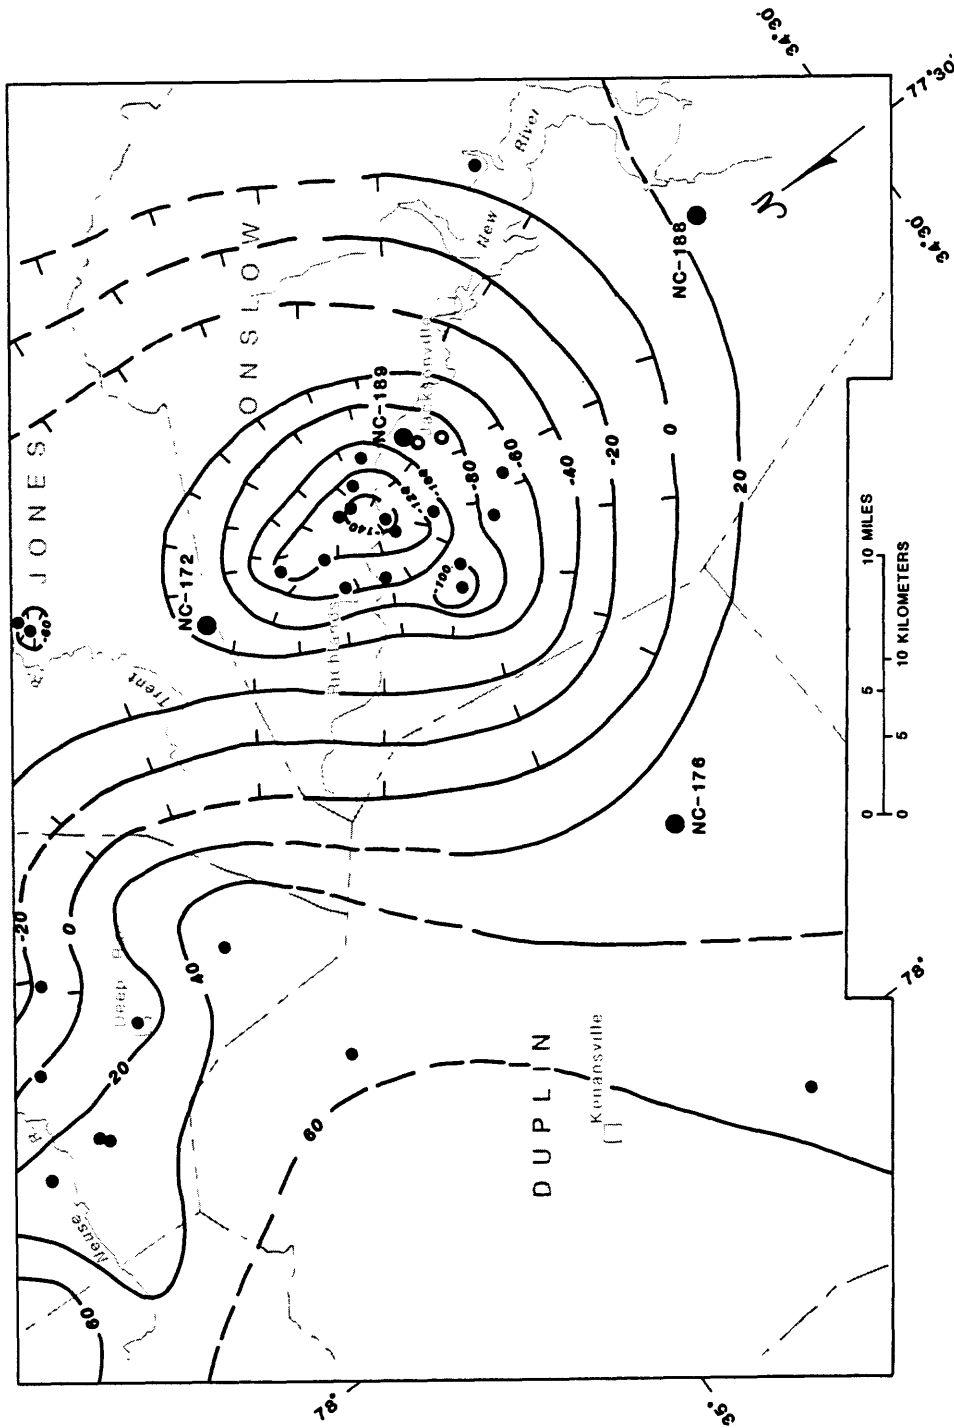 34°30'
77°30'
34°30'
N
River
New
ONSLOW
JONES
NC-188
NC-189
Jacksonville
NC-172
Richlands
Trent
R
-60
-140
-120
-100
-100
-80
-60
-40
-20
0
20
10 MILES
10 KILOMETERS
5
5
0
0
NC-176
-20
0
20
40
Deep
78°
DUPLIN
Kenansville
60
Neuse
R
60
78°
35°